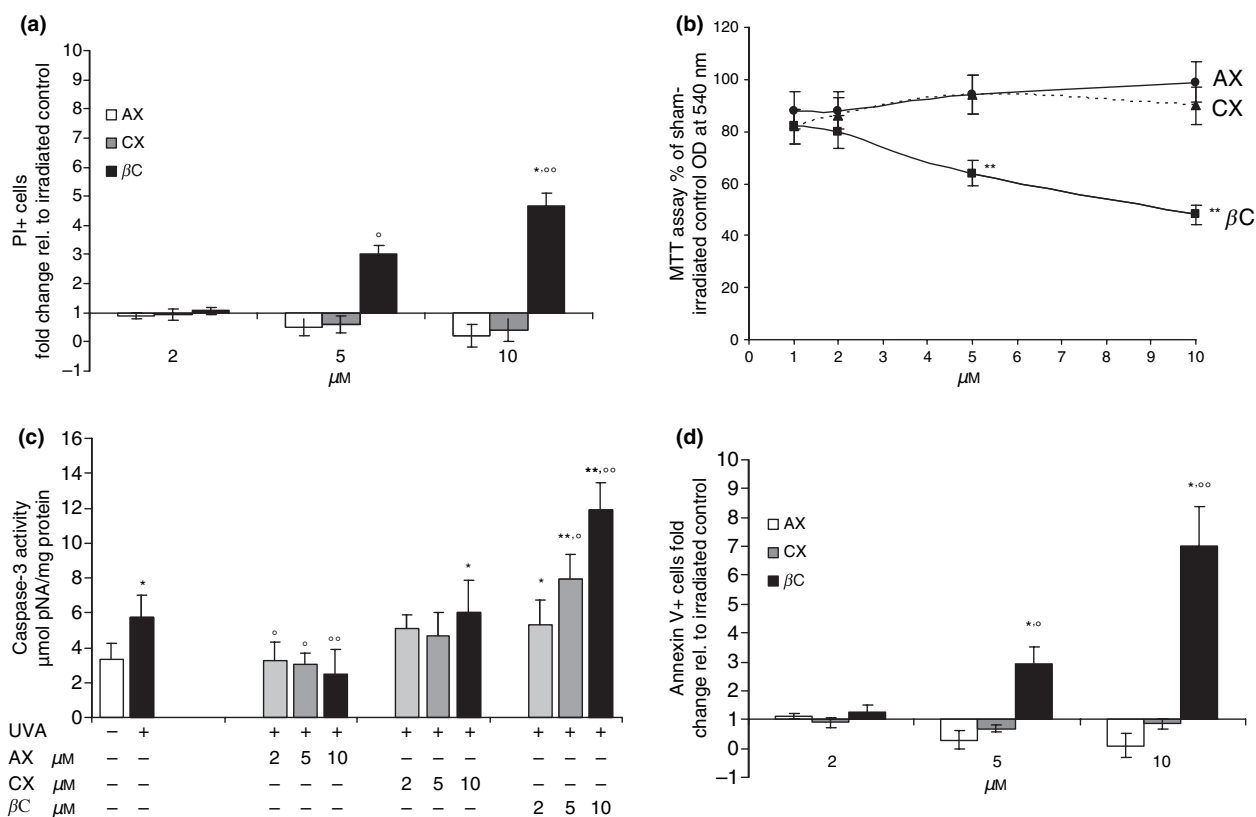 (a)
10
9
8
7
6
5
4
3
2
1
0
–1
PI+ cells
fold change rel. to irradiated control
AX
CX
βC
°
*,°°
2 5 10
µM
(b)
120
100
80
60
40
20
0
MTT assay % of sham-
irradiated control OD at 540 nm
AX
CX
**
** βC
0 1 2 3 4 5 6 7 8 9 10
µM
(c)
16
14
12
10
8
6
4
2
0
Caspase-3 activity
µmol pNA/mg protein
*
° ° °°
*
* **,° **,°°
UVA – + + + + + + + + + +
AX µM – – 2 5 10 – – – – – –
CX µM – – – – – 2 5 10 – – –
βC µM – – – – – – – – 2 5 10
(d)
10
9
8
7
6
5
4
3
2
1
0
–1
Annexin V+ cells fold
change rel. to irradiated control
AX
CX
βC
*,°
*,°°
2 5 10
µM